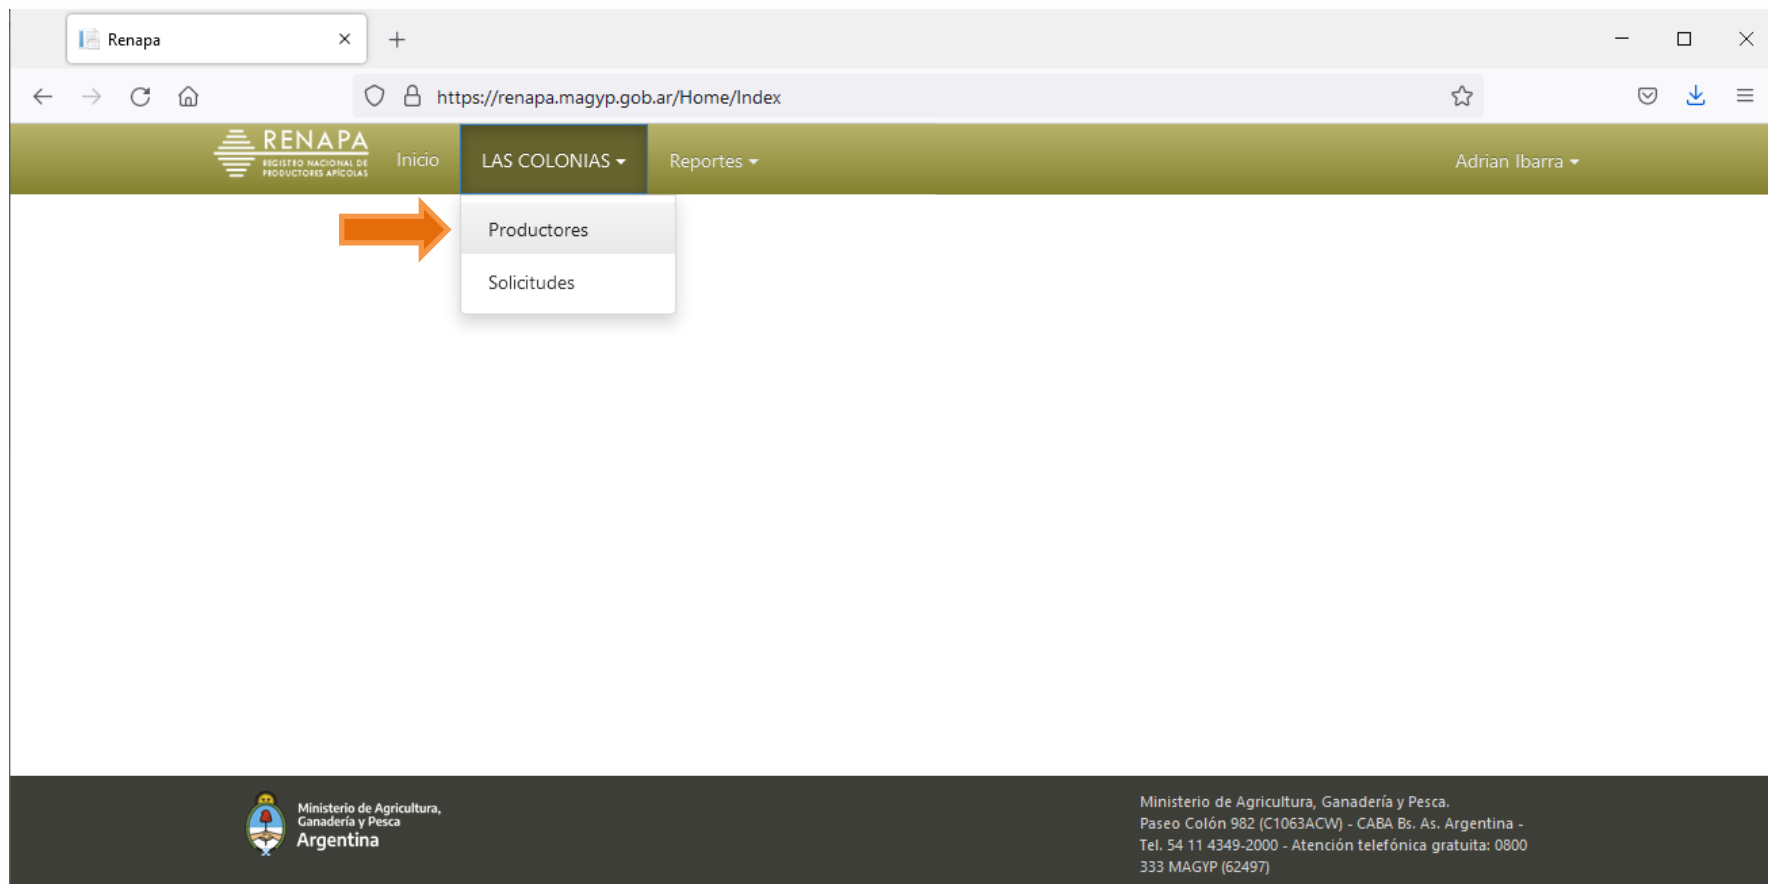 Renapa
https://renapa.magyp.gob.ar/Home/Index
RENAPA
REGISTRO NACIONAL DE
PRODUCTORES APÍCOLAS
Inicio
LAS COLONIAS
Reportes
Adrian Ibarra
Productores
Solicitudes
Ministerio de Agricultura,
Ganadería y Pesca
Argentina
Ministerio de Agricultura, Ganadería y Pesca.
Paseo Colón 982 (C1063ACW) - CABA Bs. As. Argentina -
Tel. 54 11 4349-2000 - Atención telefónica gratuita: 0800
333 MAGYP (62497)